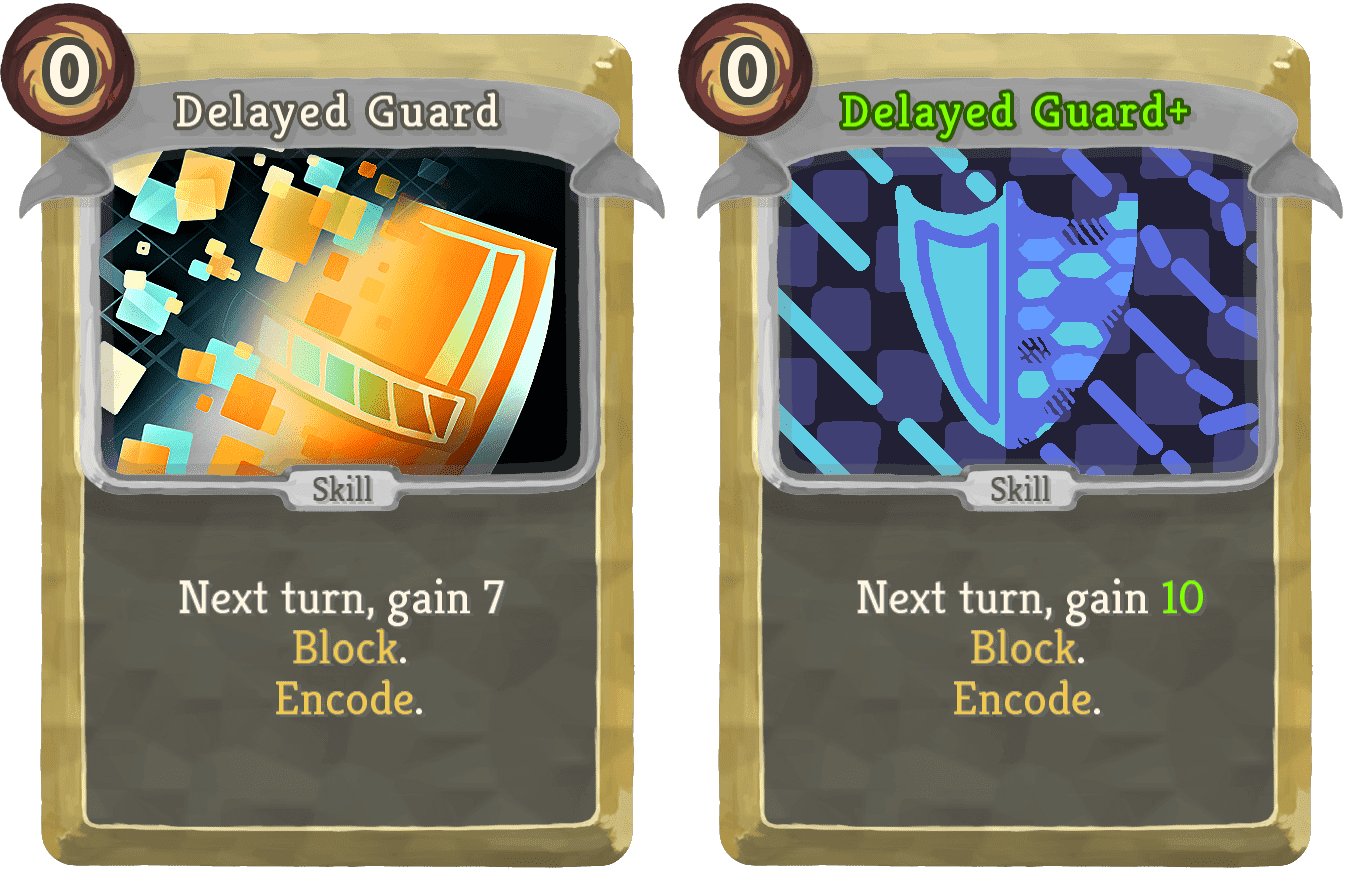 0
Delayed Guard
Skill
Next turn, gain 7
Block.
Encode.
0
Delayed Guard+
Skill
Next turn, gain 10
Block.
Encode.